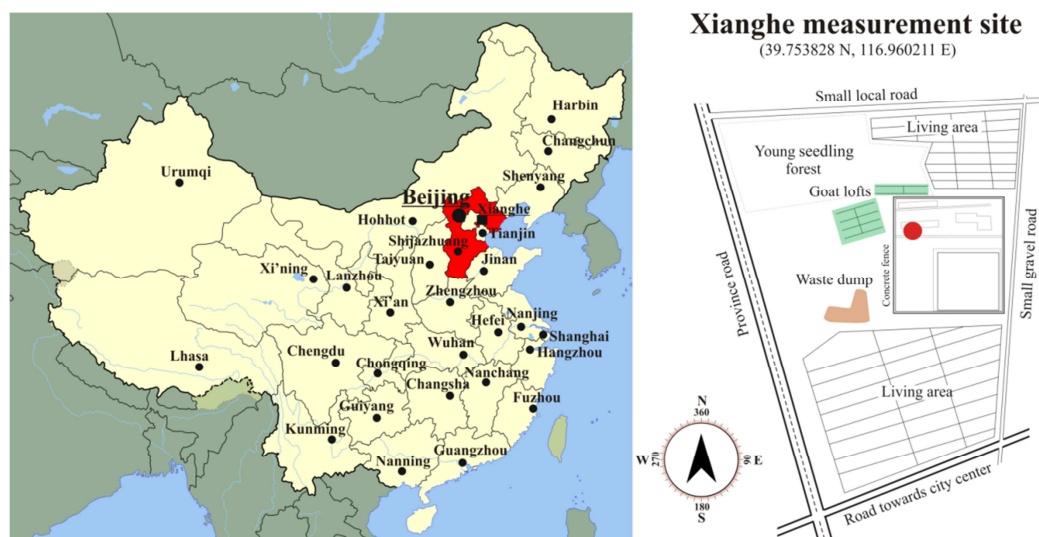 Harbin
Changchun
Urumqi
Shenyang
Beijing
Xianghe
Hohhot
Tianjin
Shijiazhuang
Taiyuan
Jinan
Xi'ning
Lanzhou
Zhengzhou
Xi'an
Nanjing
Hefei
Shanghai
Wuhan
Hangzhou
Lhasa
Chengdu
Chongqing
Nanchang
Changsha
Fuzhou
Guiyang
Kunming
Guangzhou
Nanning
Xianghe measurement site
(39.753828 N, 116.960211 E)
Small local road
Living area
Young seedling
forest
Goat lofts
Province road
Concrete fence
Small gravel road
Waste dump
Living area
Road towards city center
N
360
W
270
90
E
180
S